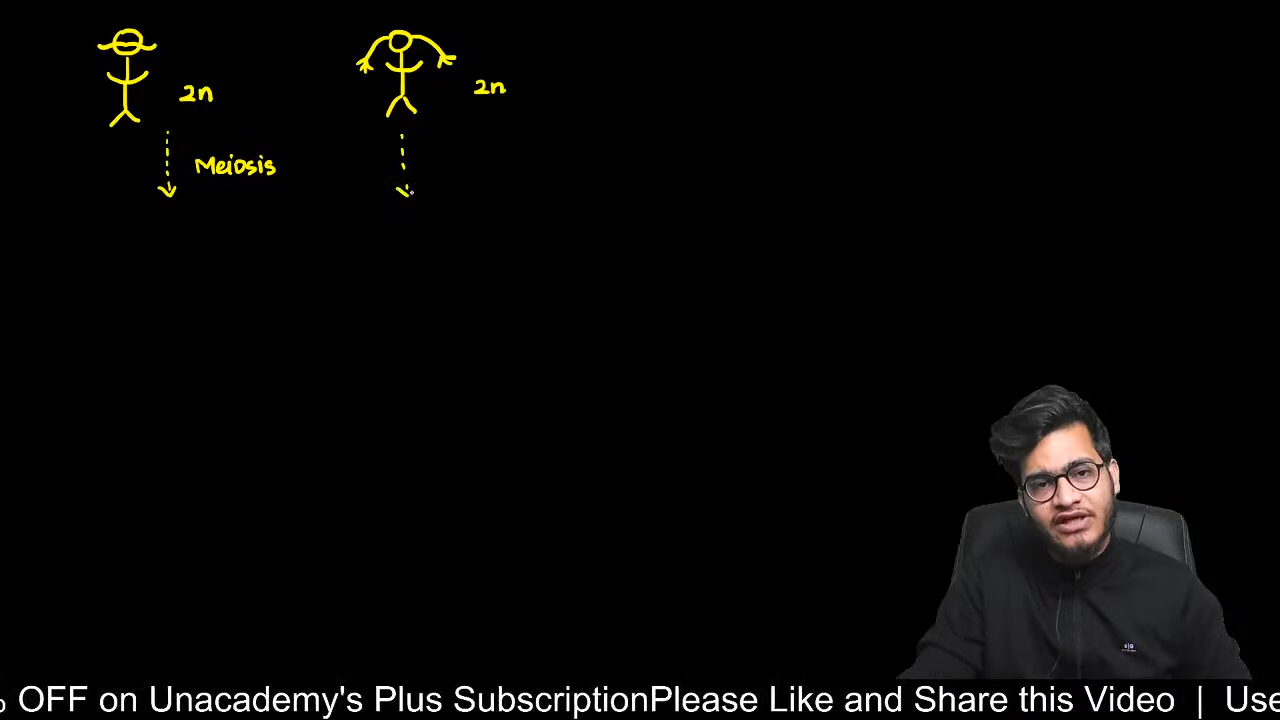 2n
2n
Meiosis
% OFF on Unacademy's Plus SubscriptionPlease Like and Share this Video | Use